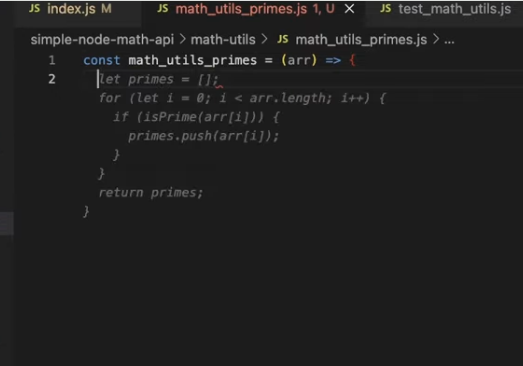 JS index.js M JS math_utils_primes.js 1, U × JS test_math_utils.js
simple-node-math-api > math-utils > JS math_utils_primes.js > ...
1 const math_utils_primes = (arr) => {
2 let primes = [];
for (let i = 0; i < arr.length; i++) {
if (isPrime(arr[i])) {
primes.push(arr[i]);
}
}
return primes;
}